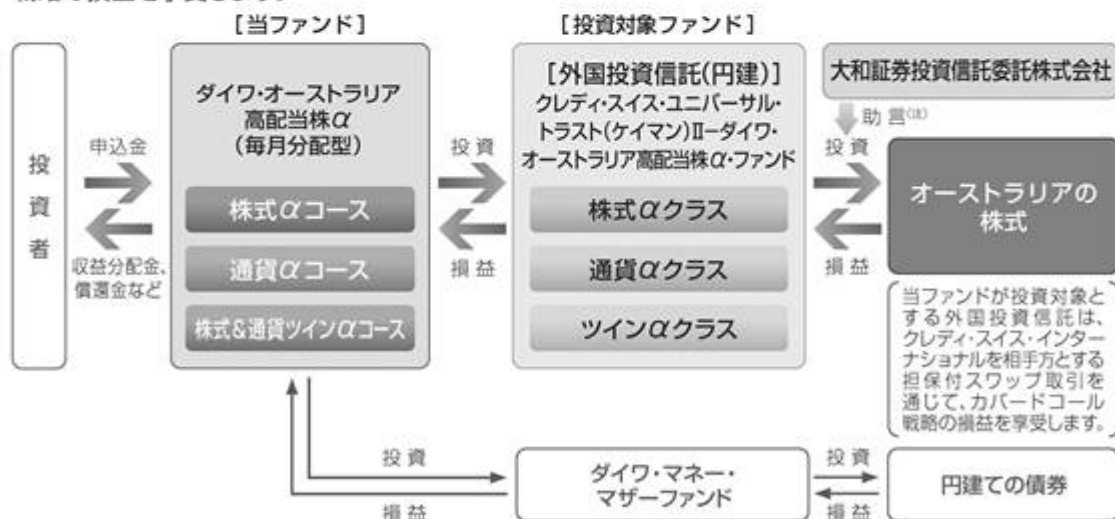 [当ファンド]
[投資対象ファンド]
投資者
申込金
収益分配金、
償還金など
ダイワ・オーストラリア
高配当株α
(毎月分配型)
株式αコース
通貨αコース
株式&通貨ツインαコース
投資
損益
[外国投資信託(円建)]
クレディ・スイス・ユニバーサル・
トラスト(ケイマン)Ⅱーダイワ・
オーストラリア高配当株α・ファンド
株式αクラス
通貨αクラス
ツインαクラス
大和証券投資信託委託株式会社
助言(注)
投資
損益
オーストラリアの
株式
当ファンドが投資対象と
する外国投資信託は、
クレディ・スイス・インター
ナショナルを相手方とする
担保付スワップ取引を
通じて、カバードコール
戦略の損益を享受します。
投資
損益
ダイワ・マネー・
マザーファンド
投資
損益
円建ての債券